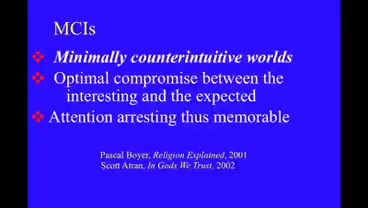 MCIs
Minimally counterintuitive worlds
Optimal compromise between the
interesting and the expected
Attention arresting thus memorable
Pascal Boyer, Religion Explained, 2001
Scott Atran, In Gods We Trust, 2002